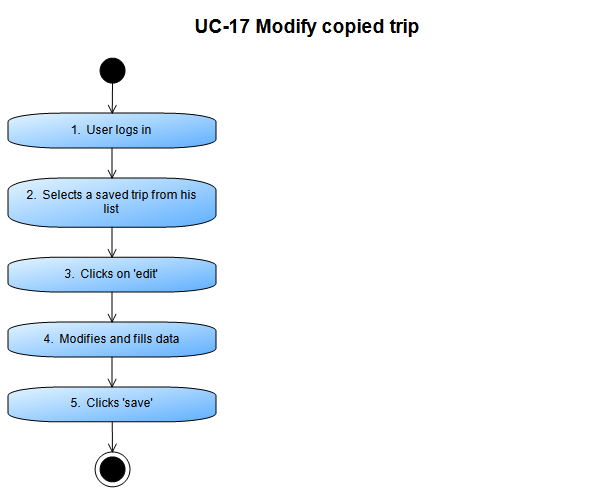 UC-17 Modify copied trip
1. User logs in
2. Selects a saved trip from his
list
3. Clicks on 'edit'
4. Modifies and fills data
5. Clicks 'save'